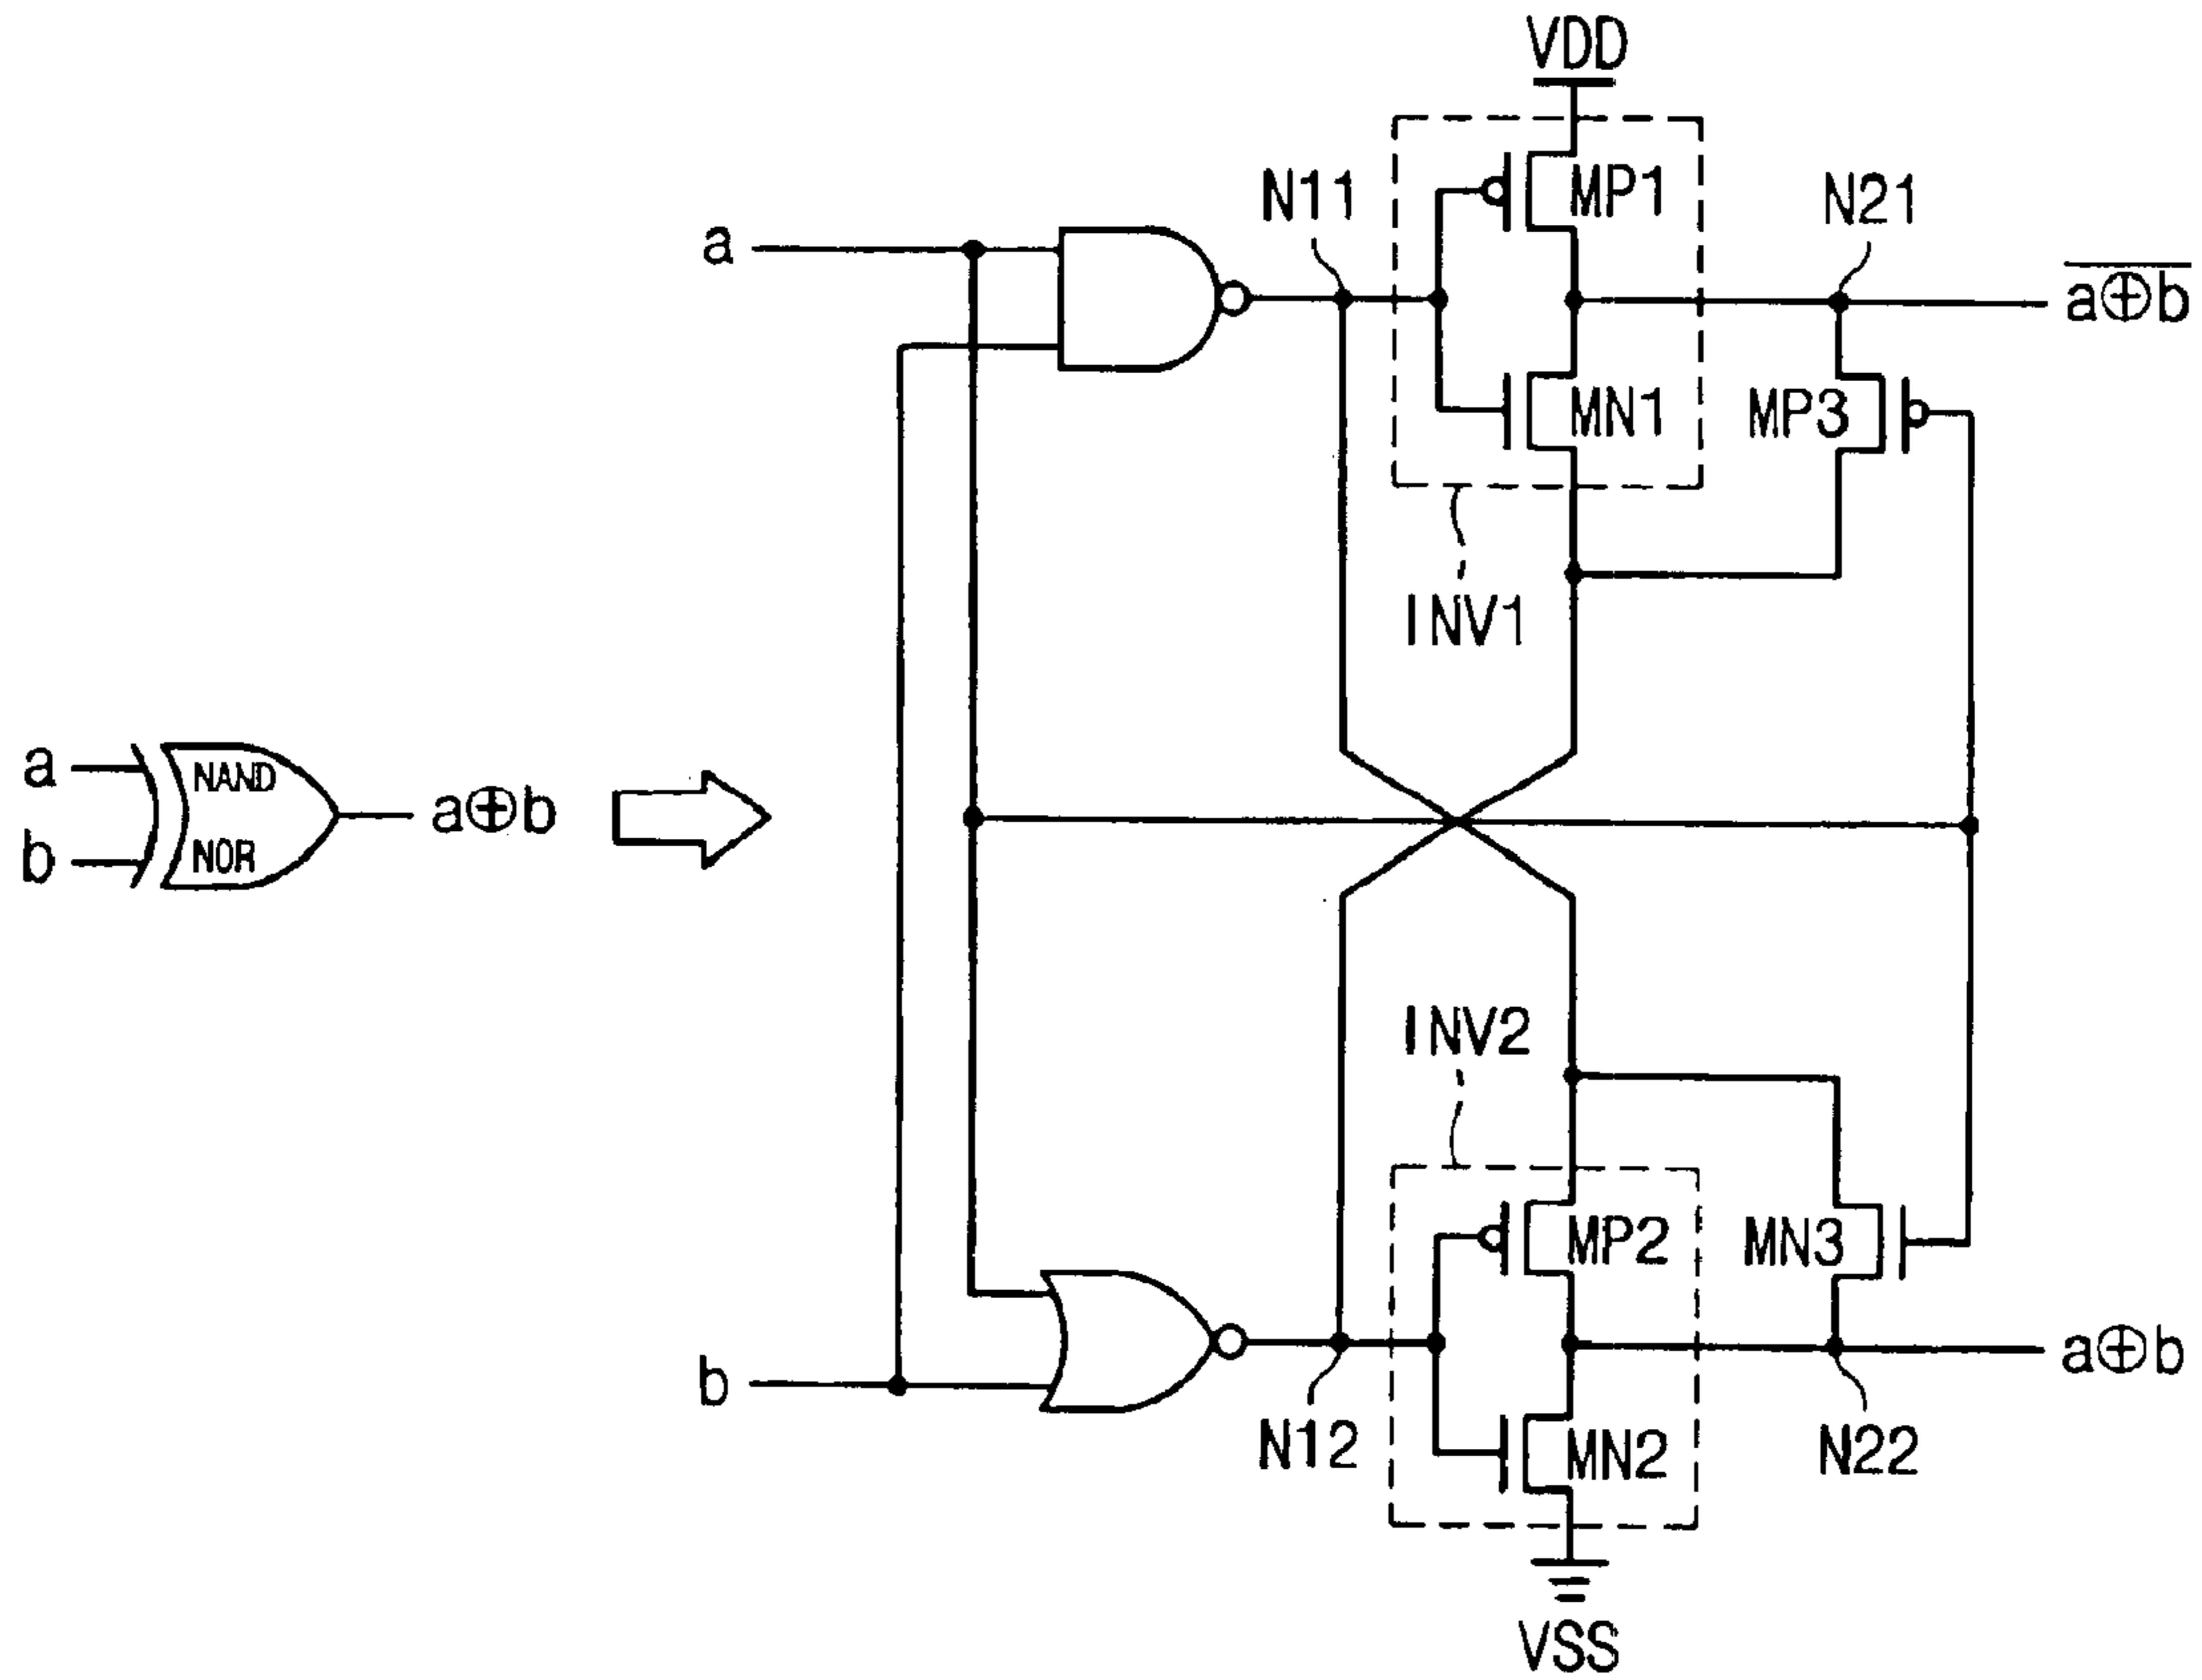 VDD
MP1
N11
N21
a
a⊕b
MN1
MP3
INV1
a
NAND
a⊕b
b
NOR
INV2
MP2
MN3
b
a⊕b
N12
MN2
N22
VSS